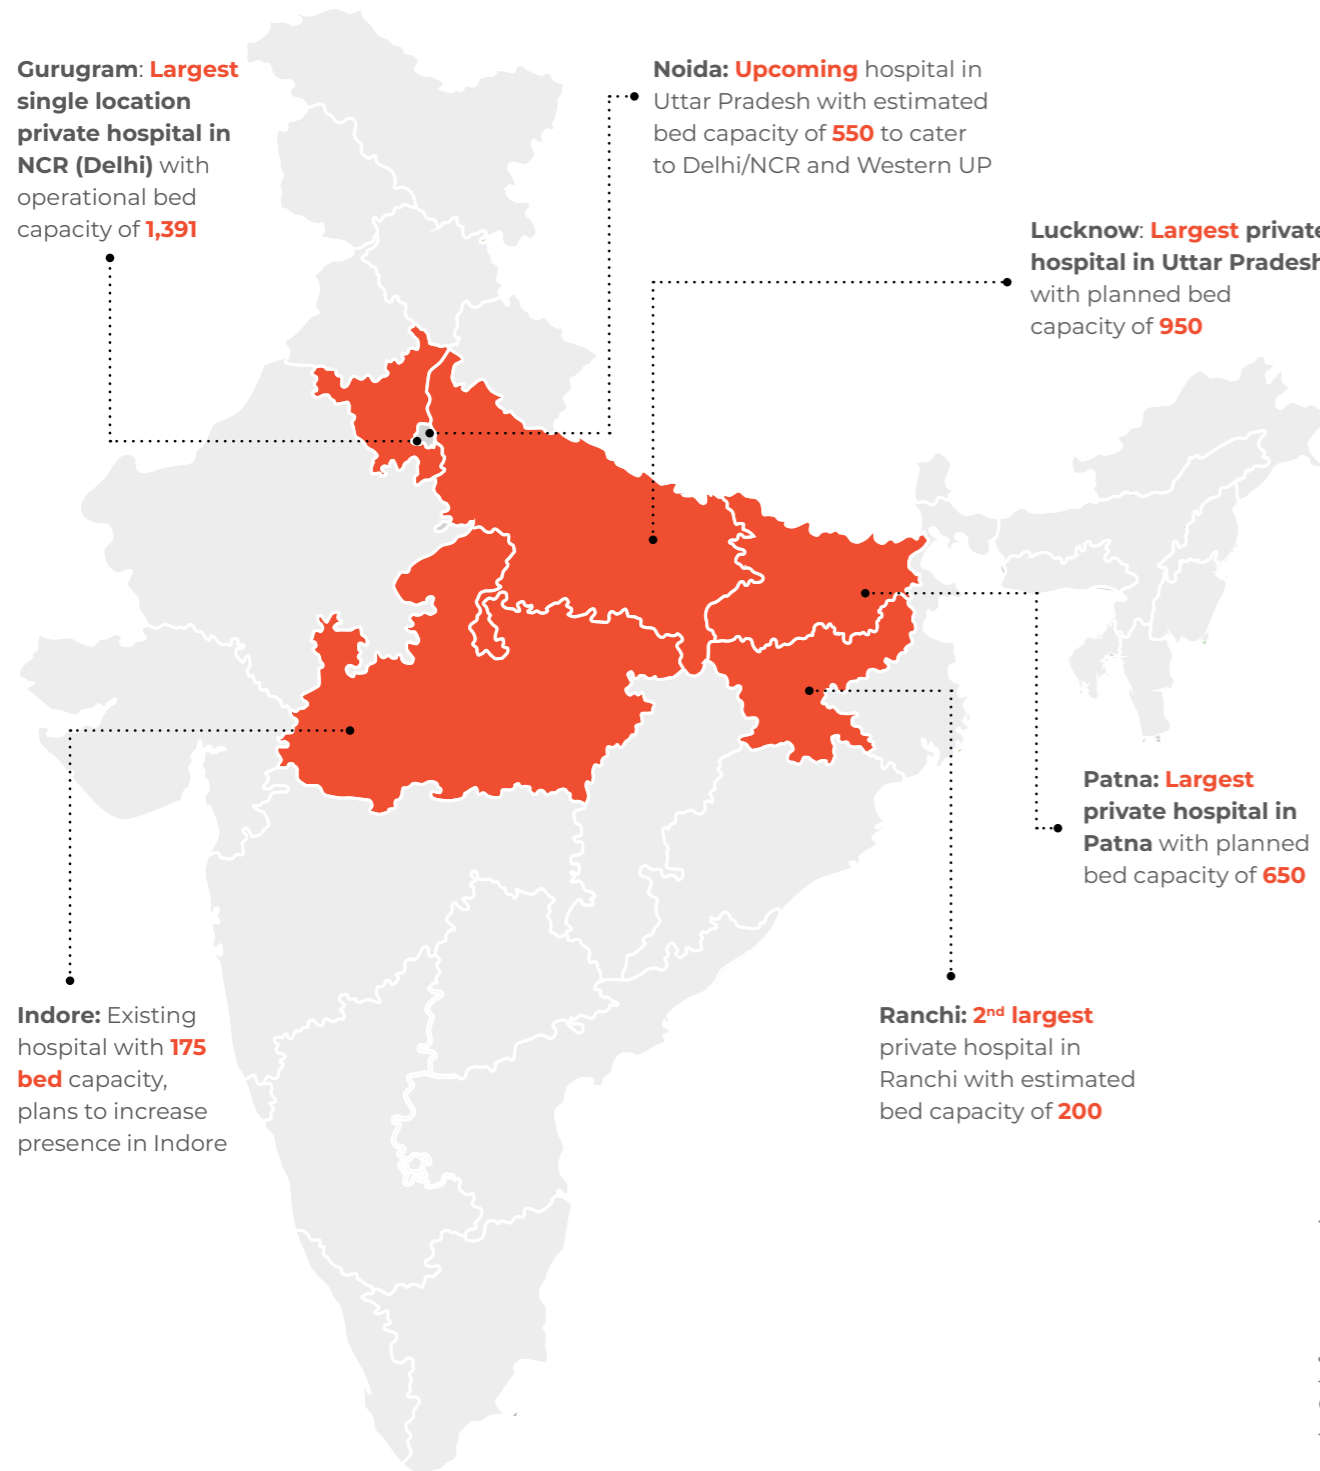 Gurugram: Largest
single location
private hospital in
NCR (Delhi) with
operational bed
capacity of 1,391
Noida: Upcoming hospital in
Uttar Pradesh with estimated
bed capacity of 550 to cater
to Delhi/NCR and Western UP
Lucknow: Largest private
hospital in Uttar Pradesh
with planned bed
capacity of 950
Patna: Largest
private hospital in
Patna with planned
bed capacity of 650
Indore: Existing
hospital with 175
bed capacity,
plans to increase
presence in Indore
Ranchi: 2nd largest
private hospital in
Ranchi with estimated
bed capacity of 200